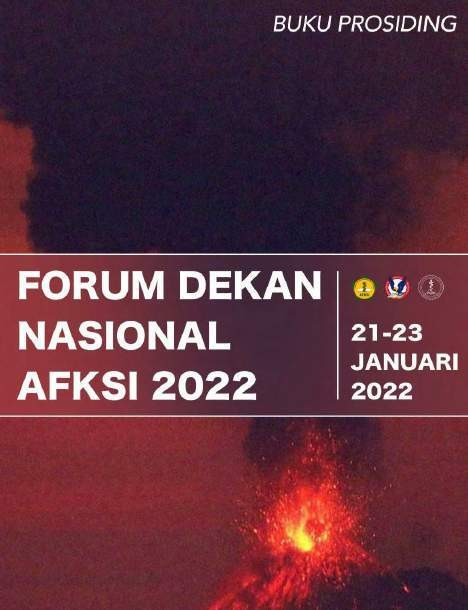 BUKU PROSIDING
FORUM DEKAN
NASIONAL
AFKSI 2022
21-23
JANUARI
2022